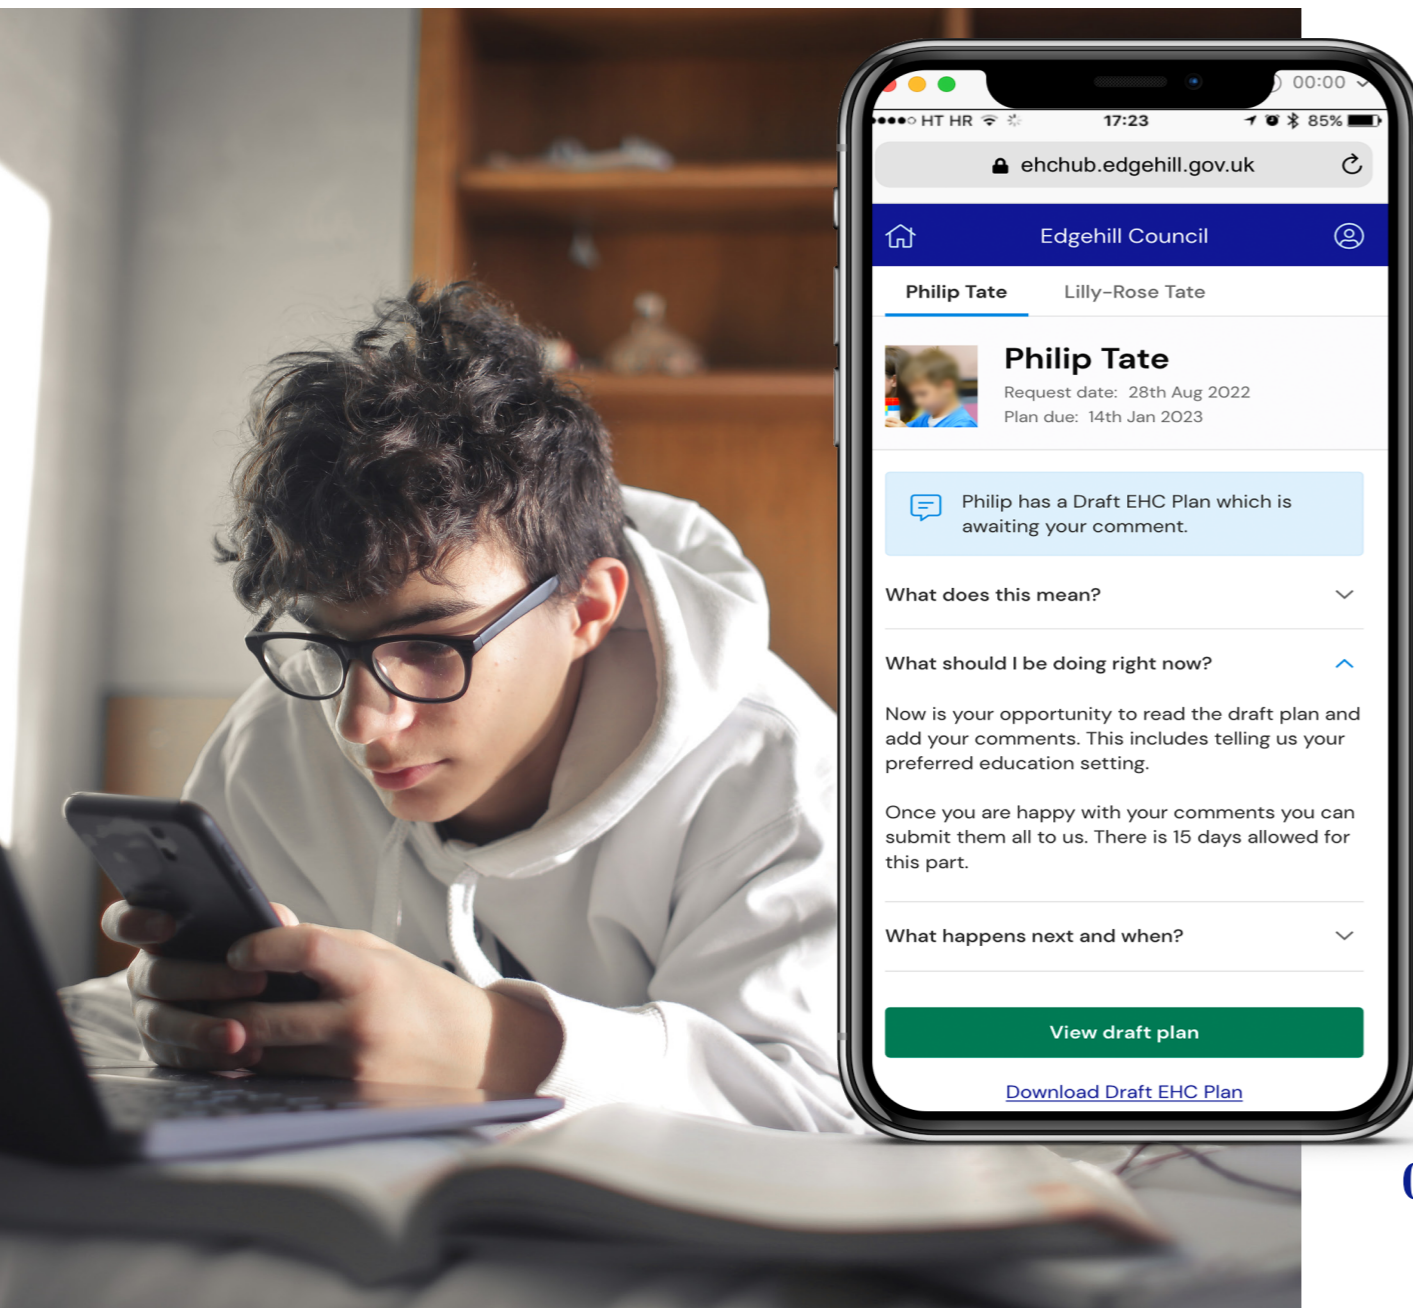 00:00
HT HR 17:23 85%
ehchub.edgehill.gov.uk
Edgehill Council
Philip Tate Lilly-Rose Tate
Philip Tate
Request date: 28th Aug 2022
Plan due: 14th Jan 2023
Philip has a Draft EHC Plan which is
awaiting your comment.
What does this mean?
What should I be doing right now?
Now is your opportunity to read the draft plan and
add your comments. This includes telling us your
preferred education setting.
Once you are happy with your comments you can
submit them all to us. There is 15 days allowed for
this part.
What happens next and when?
View draft plan
Download Draft EHC Plan